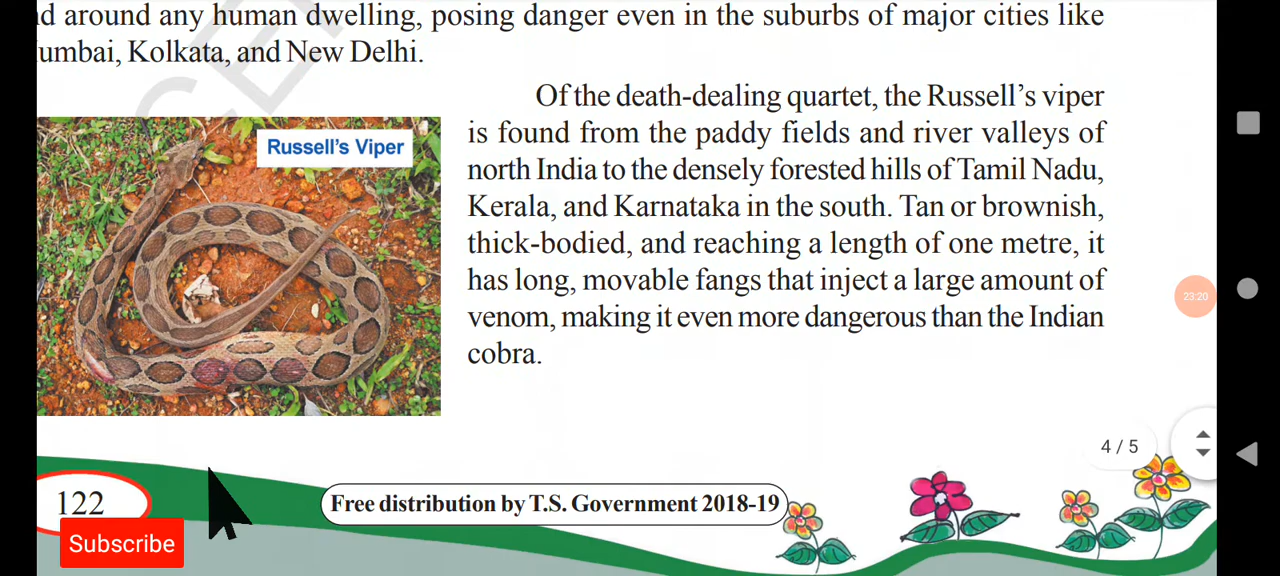 nd around any human dwelling, posing danger even in the suburbs of major cities like
umbai, Kolkata, and New Delhi.
Of the death-dealing quartet, the Russell's viper
is found from the paddy fields and river valleys of
north India to the densely forested hills of Tamil Nadu,
Kerala, and Karnataka in the south. Tan or brownish,
thick-bodied, and reaching a length of one metre, it
has long, movable fangs that inject a large amount of
venom, making it even more dangerous than the Indian
cobra.
Russell's Viper
23:20
4 / 5
122
Free distribution by T.S. Government 2018-19
Subscribe